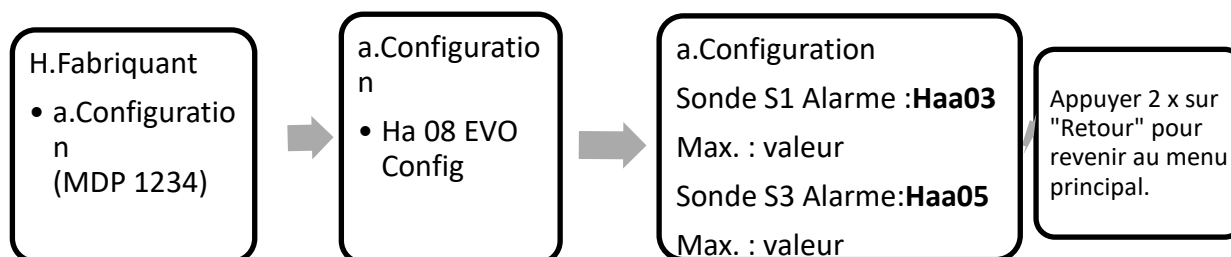 H.Fabriquant
• a.Configuratio
n
(MDP 1234)
a.Configuratio
n
• Ha 08 EVO
Config
a.Configuration
Sonde S1 Alarme :Haa03
Max. : valeur
Sonde S3 Alarme:Haa05
Max. : valeur
Appuyer 2 x sur
"Retour" pour
revenir au menu
principal.